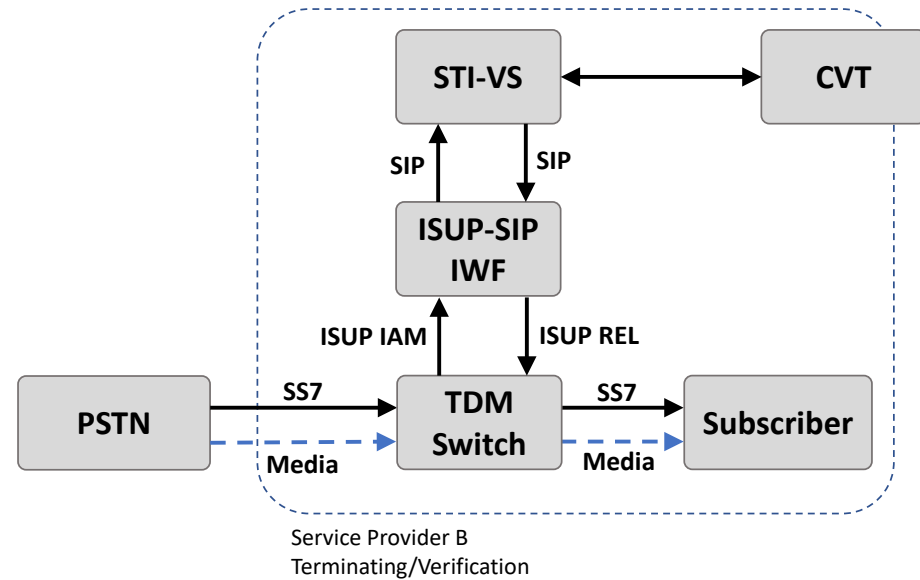 STI-VS
CVT
SIP
SIP
ISUP-SIP
IWF
ISUP IAM
ISUP REL
PSTN
SS7
Media
TDM
Switch
SS7
Media
Subscriber
Service Provider B
Terminating/Verification